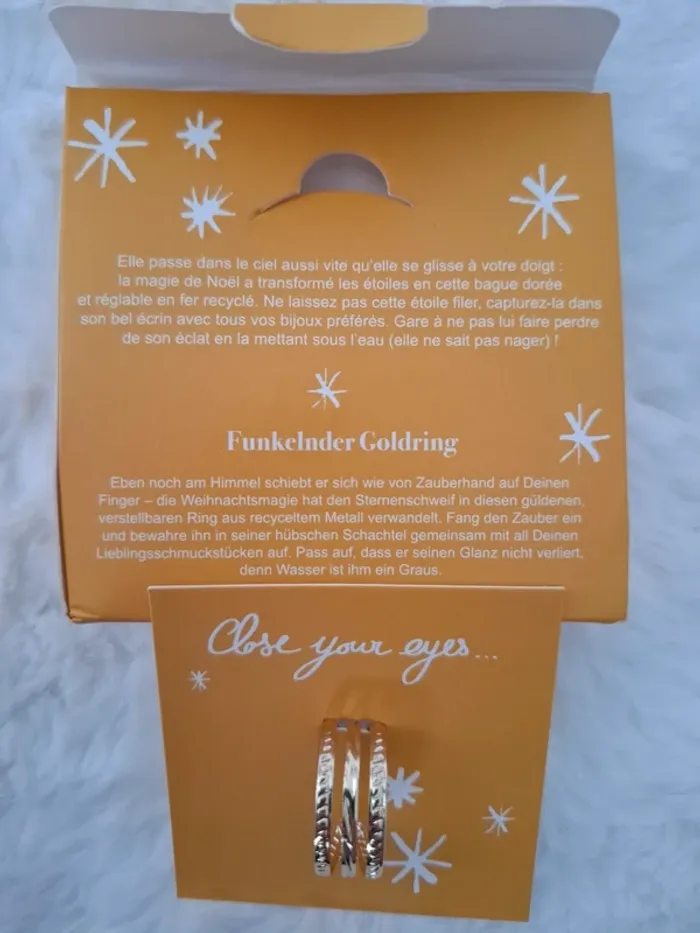 Elle passe dans le ciel aussi vite qu'elle se glisse à votre doigt :
la magie de Noël a transformé les étoiles en cette bague dorée
et réglable en fer recyclé. Ne laissez pas cette étoile filer, capturez-la dans
son bel écrin avec tous vos bijoux préférés. Gare à ne pas lui faire perdre
de son éclat en la mettant sous l'eau (elle ne sait pas nager) !
Funkelnder Goldring
Eben noch am Himmel schiebt er sich wie von Zauberhand auf Deinen
Finger – die Weihnachtsmagie hat den Sternenschweif in diesen güldenen,
verstellbaren Ring aus recyceltem Metall verwandelt. Fang den Zauber ein
und bewahre ihn in seiner hübschen Schachtel gemeinsam mit all Deinen
Lieblingsschmuckstücken auf. Pass auf, dass er seinen Glanz nicht verliert,
denn Wasser ist ihm ein Graus.
Close your eyes...